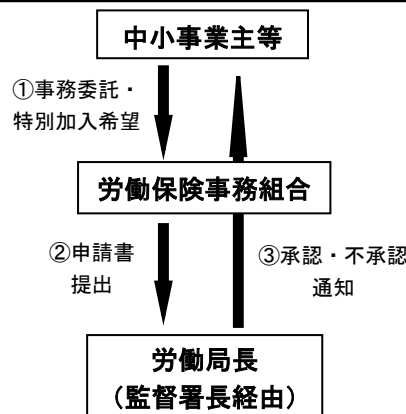 中小事業主等
①事務委託・
特別加入希望
労働保険事務組合
②申請書
提出
③承認・不承認
通知
労働局長
（監督署長経由）